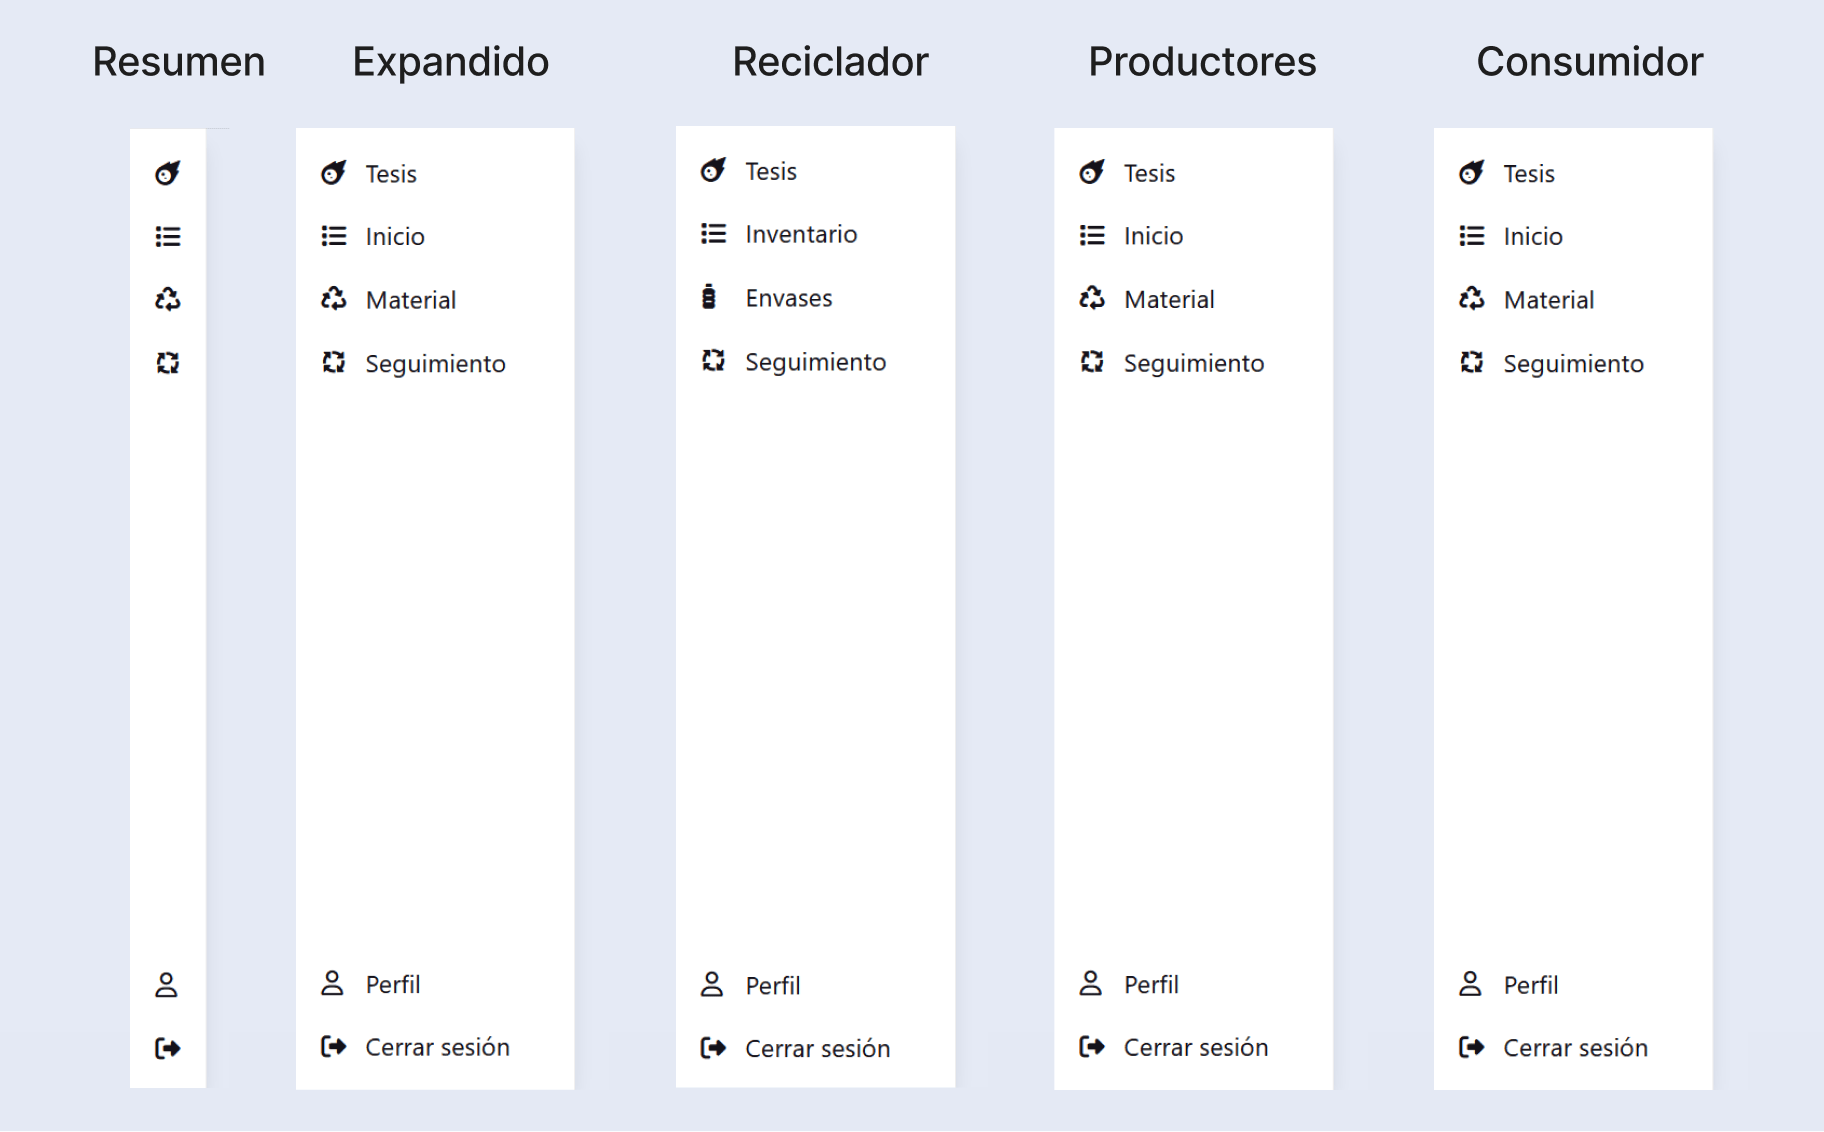 Resumen
Expandido
Tesis
Inicio
Material
Seguimiento
Perfil
Cerrar sesión
Reciclador
Tesis
Inventario
Envases
Seguimiento
Perfil
Cerrar sesión
Productores
Tesis
Inicio
Material
Seguimiento
Perfil
Cerrar sesión
Consumidor
Tesis
Inicio
Material
Seguimiento
Perfil
Cerrar sesión